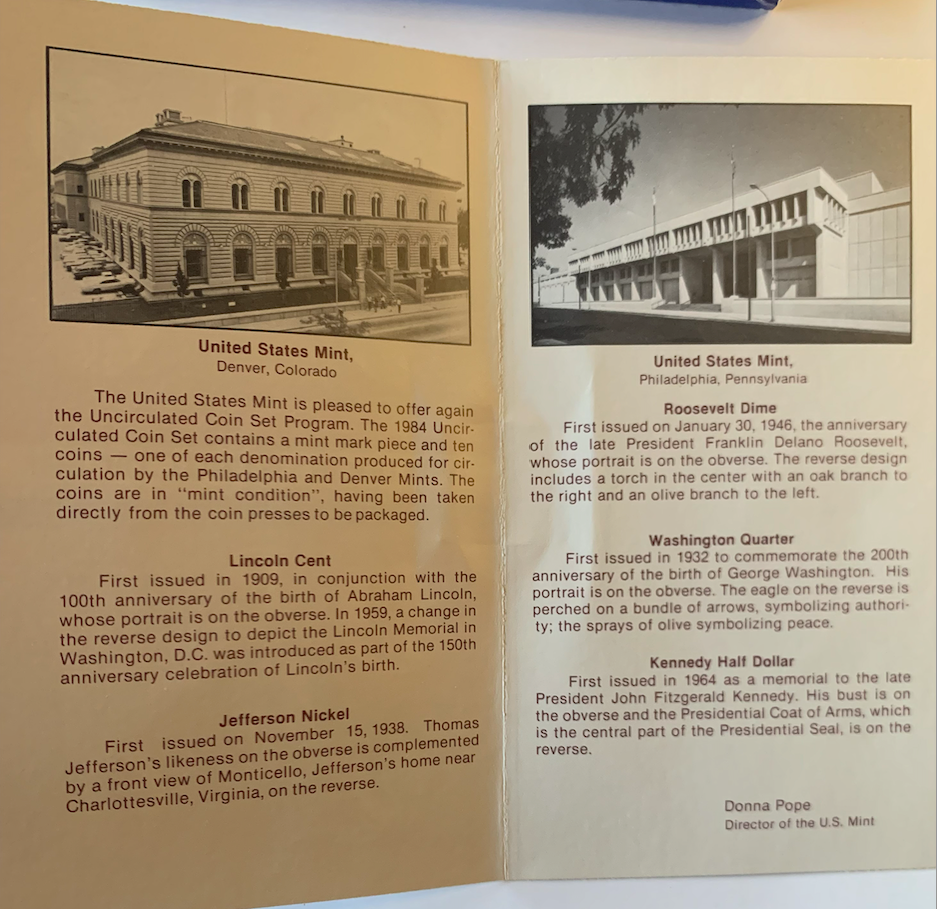 United States Mint,
Denver, Colorado
The United States Mint is pleased to offer again
the Uncirculated Coin Set Program. The 1984 Uncir-
culated Coin Set contains a mint mark piece and ten
coins — one of each denomination produced for cir-
culation by the Philadelphia and Denver Mints. The
coins are in "mint condition", having been taken
directly from the coin presses to be packaged.
Lincoln Cent
First issued in 1909, in conjunction with the
100th anniversary of the birth of Abraham Lincoln,
whose portrait is on the obverse. In 1959, a change in
the reverse design to depict the Lincoln Memorial in
Washington, D.C. was introduced as part of the 150th
anniversary celebration of Lincoln's birth.
Jefferson Nickel
First issued on November 15, 1938. Thomas
Jefferson's likeness on the obverse is complemented
by a front view of Monticello, Jefferson's home near
Charlottesville, Virginia, on the reverse.
United States Mint,
Philadelphia, Pennsylvania
Roosevelt Dime
First issued on January 30, 1946, the anniversary
of the late President Franklin Delano Roosevelt,
whose portrait is on the obverse. The reverse design
includes a torch in the center with an oak branch to
the right and an olive branch to the left.
Washington Quarter
First issued in 1932 to commemorate the 200th
anniversary of the birth of George Washington. His
portrait is on the obverse. The eagle on the reverse is
perched on a bundle of arrows, symbolizing authori-
ty; the sprays of olive symbolizing peace.
Kennedy Half Dollar
First issued in 1964 as a memorial to the late
President John Fitzgerald Kennedy. His bust is on
the obverse and the Presidential Coat of Arms, which
is the central part of the Presidential Seal, is on the
reverse.
Donna Pope
Director of the U.S. Mint